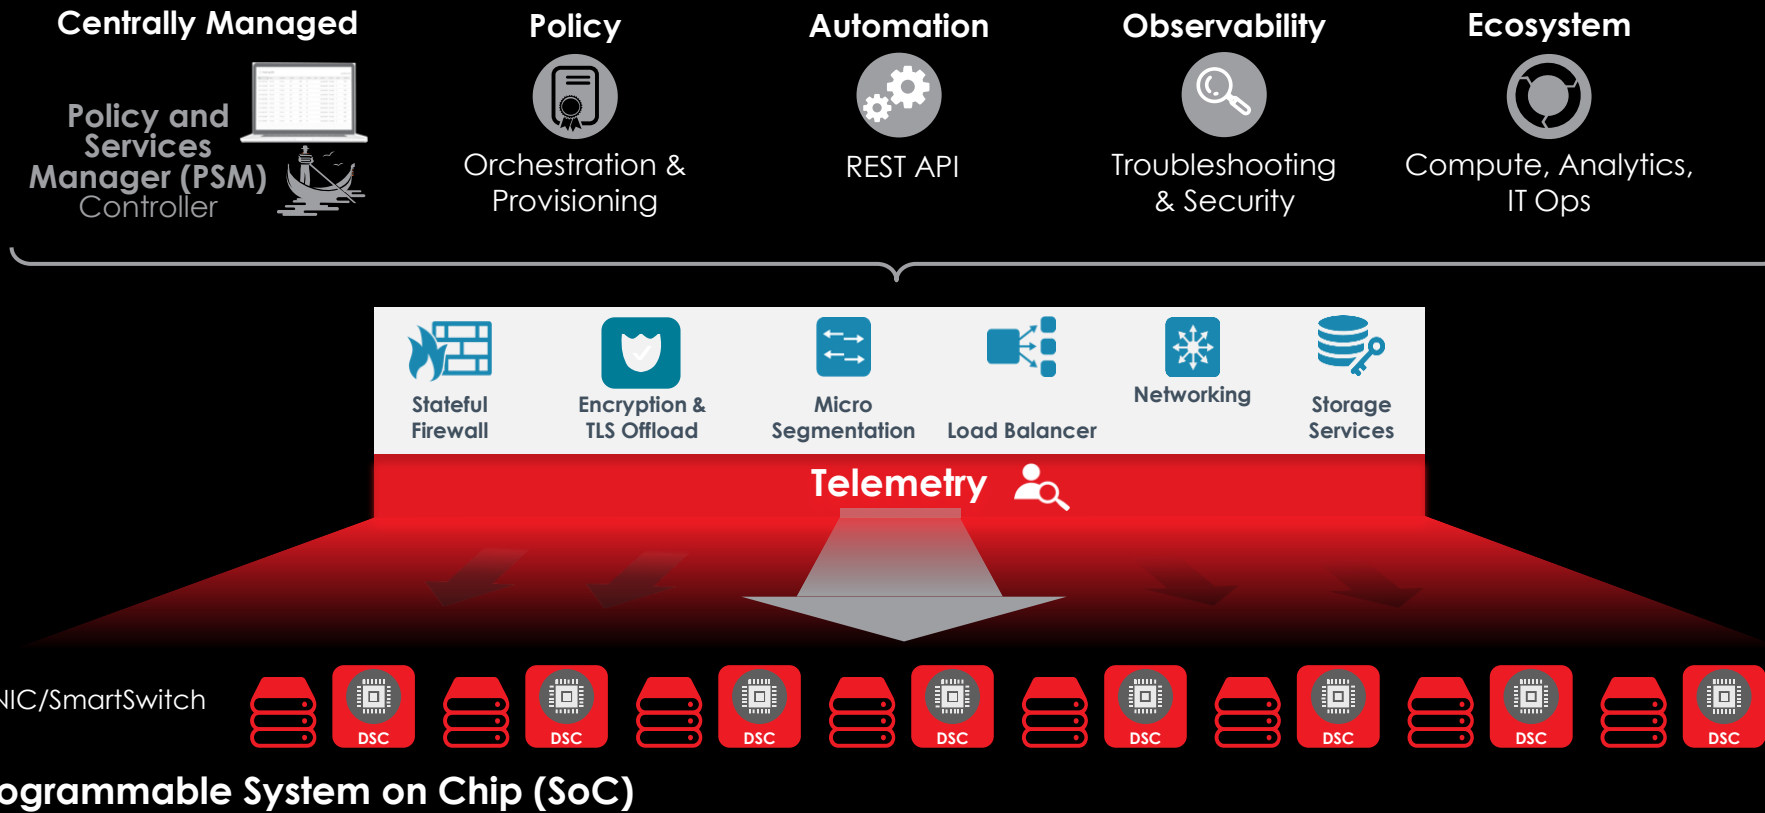 Centrally Managed
Policy
Automation
Observability
Ecosystem
Policy and
Services
Manager (PSM)
Controller
Orchestration &
Provisioning
REST API
Troubleshooting
& Security
Compute, Analytics,
IT Ops
Stateful
Firewall
Encryption &
TLS Offload
Micro
Segmentation
Load Balancer
Networking
Storage
Services
Telemetry
NIC/SmartSwitch
DSC
DSC
DSC
DSC
DSC
DSC
DSC
DSC
ogrammable System on Chip (SoC)